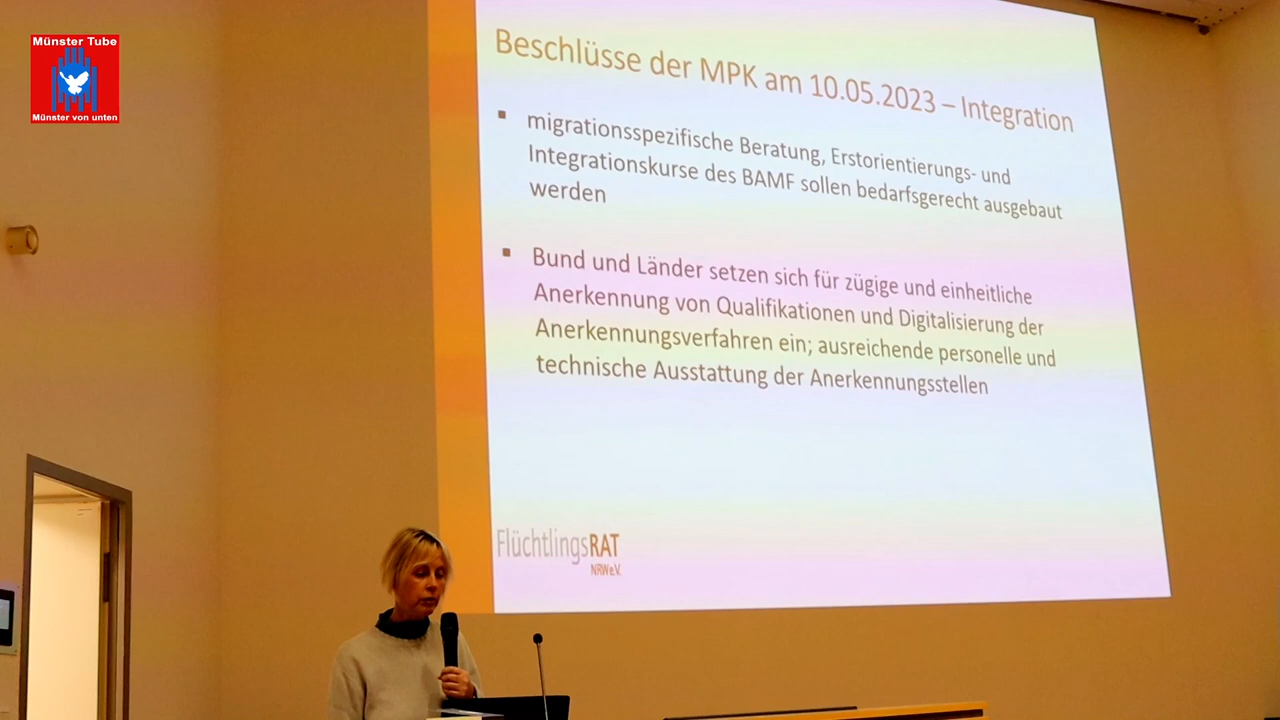 Münster Tube
Münster von unten
Beschlüsse der MPK am 10.05.2023 – Integration
▪ migrationsspezifische Beratung, Erstorientierungs- und
Integrationskurse des BAMF sollen bedarfsgerecht ausgebaut
werden
▪ Bund und Länder setzen sich für zügige und einheitliche
Anerkennung von Qualifikationen und Digitalisierung der
Anerkennungsverfahren ein; ausreichende personelle und
technische Ausstattung der Anerkennungsstellen
FlüchtlingsRAT
NRW e.V.